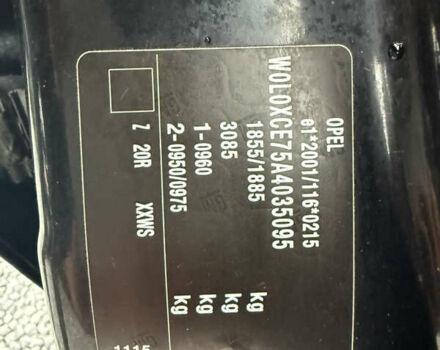 OPEL
e1*2001/116*0215
W0L0XCE75A4035095
1855/1885 kg
3085 kg
1-0960 kg
2-0950/0975 kg
Z 20R XXWS
1115